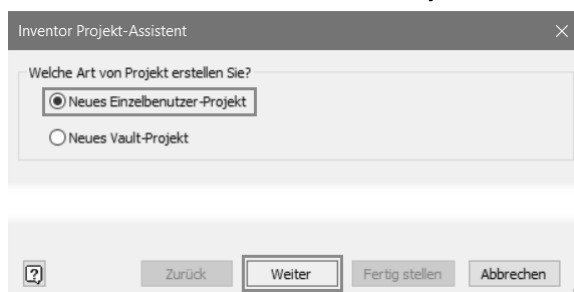 Inventor Projekt-Assistent
Welche Art von Projekt erstellen Sie?
Neues Einzelbenutzer-Projekt
Neues Vault-Projekt
? Zurück Weiter Fertig stellen Abbrechen